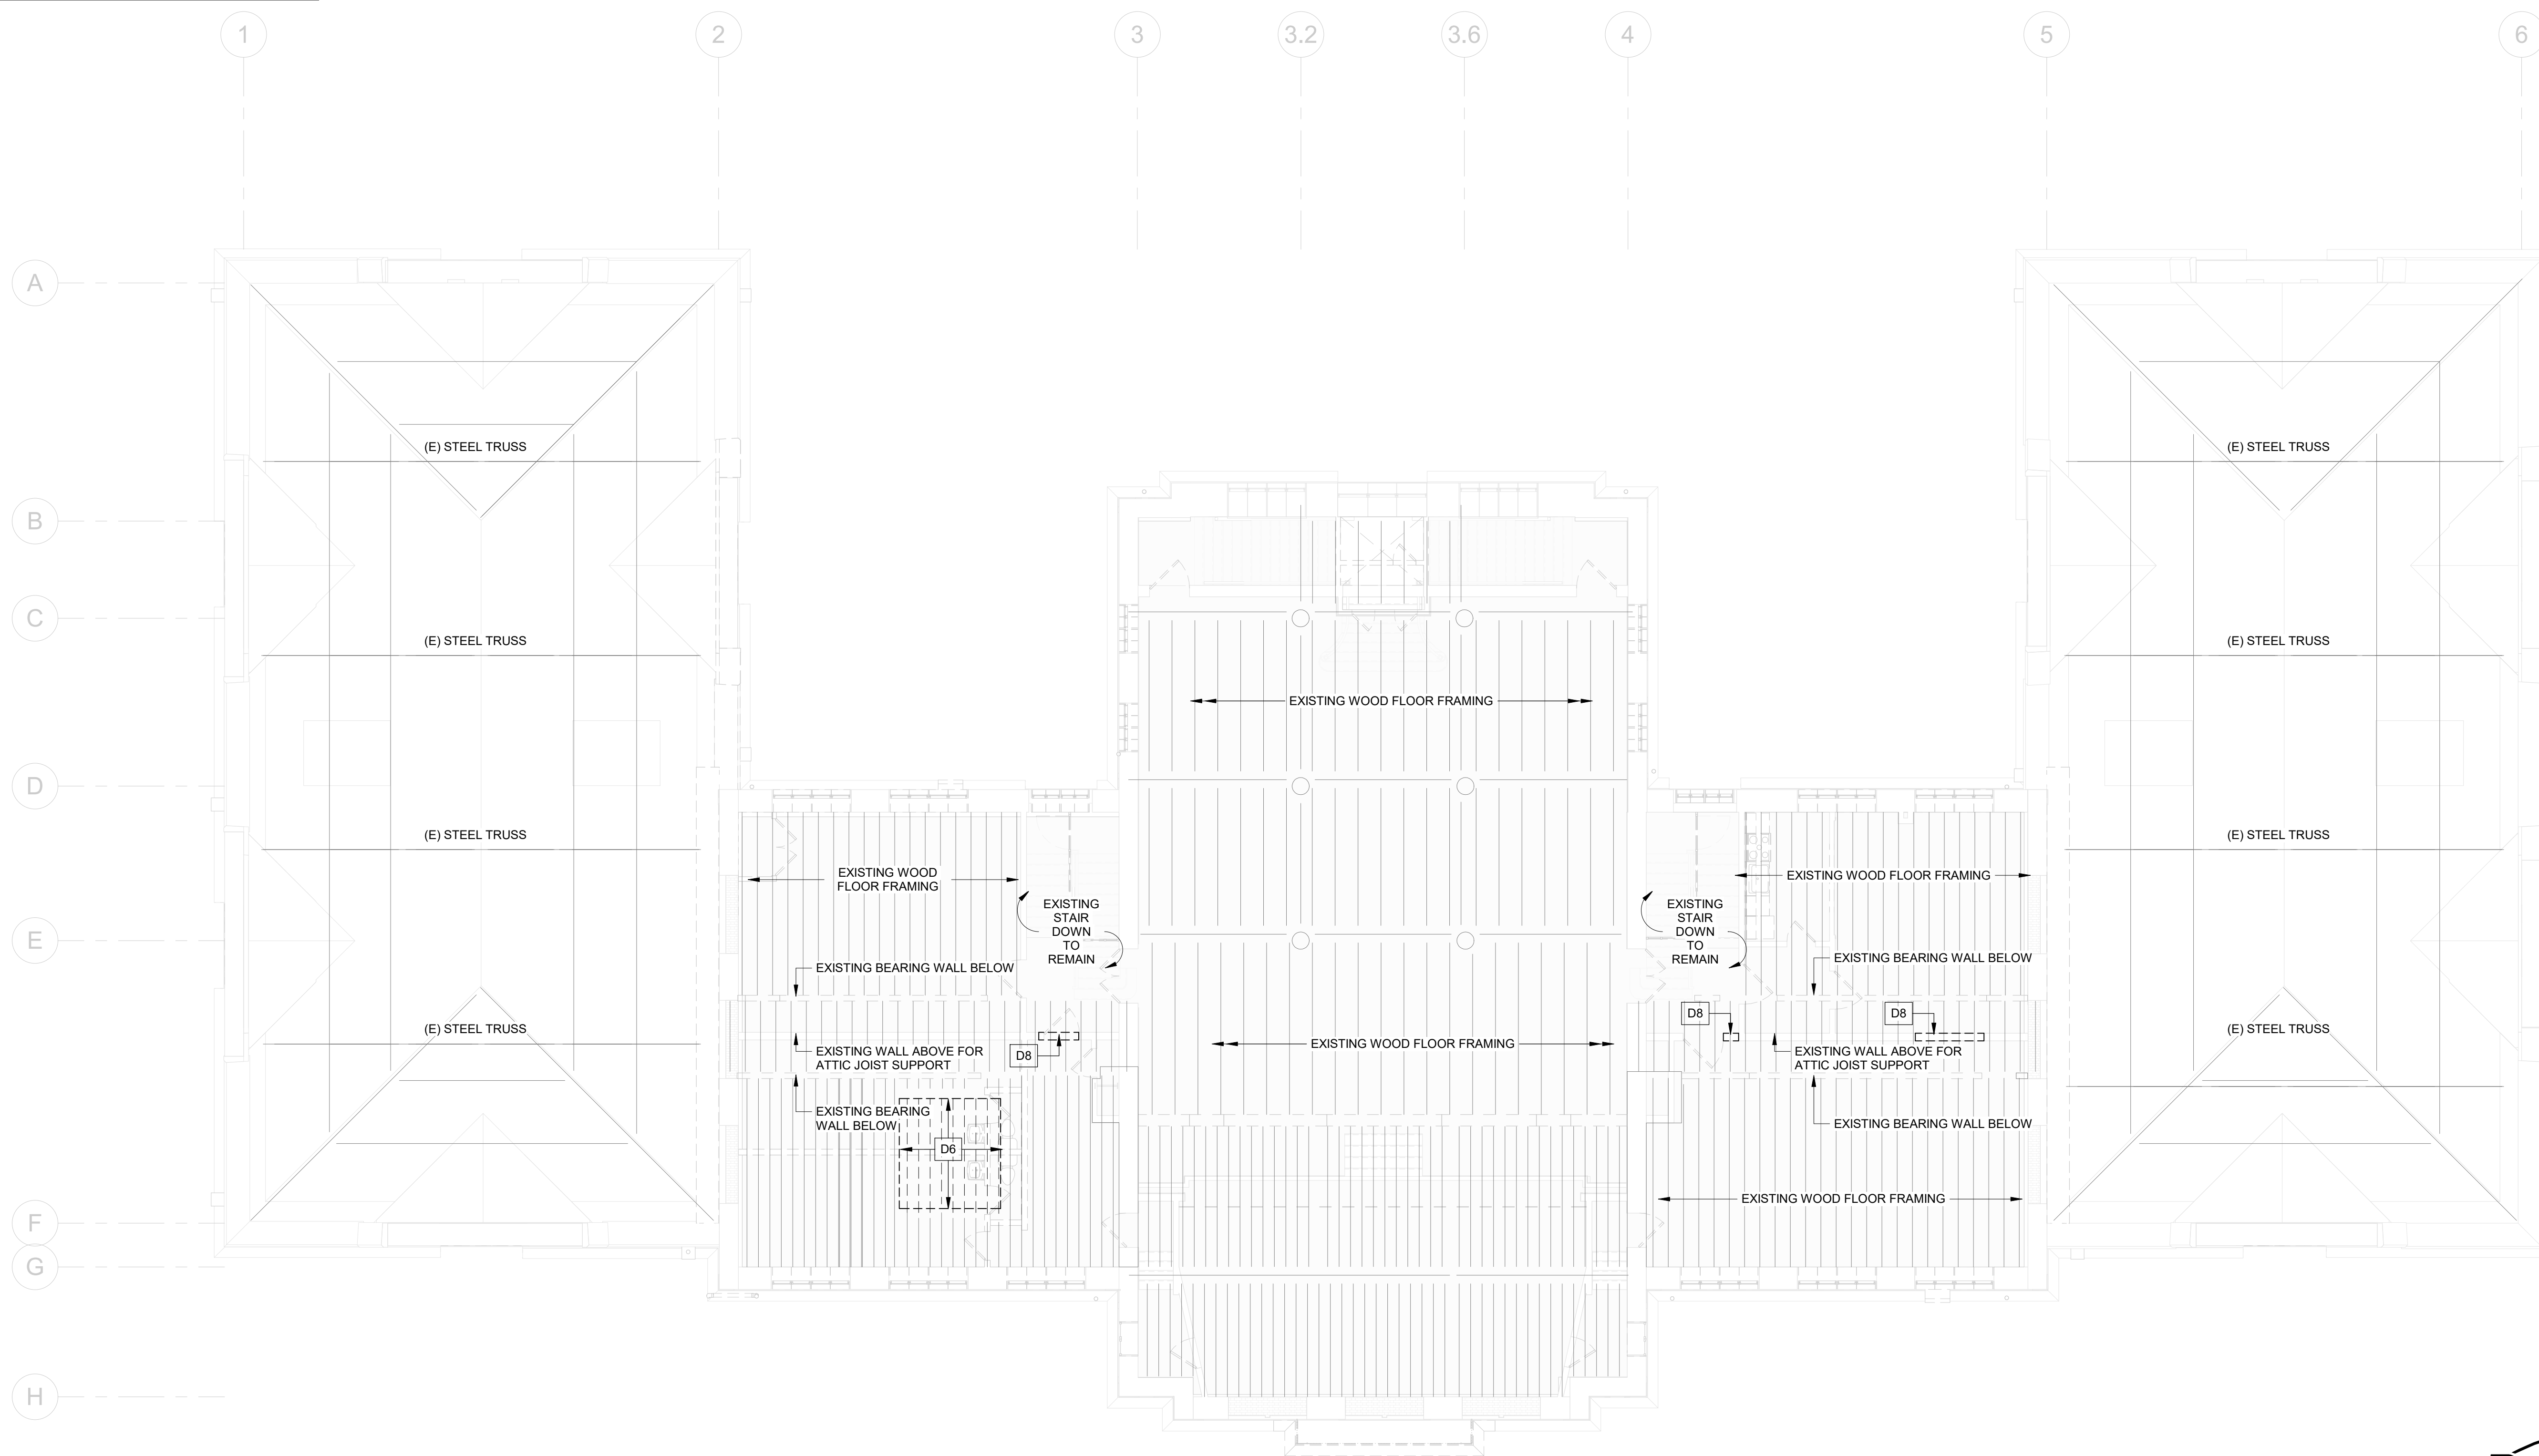 1
2
3
3.2
3.6
4
5
6
A
B
C
D
E
F
G
H
(E) STEEL TRUSS
(E) STEEL TRUSS
(E) STEEL TRUSS
(E) STEEL TRUSS
(E) STEEL TRUSS
(E) STEEL TRUSS
(E) STEEL TRUSS
(E) STEEL TRUSS
EXISTING WOOD FLOOR FRAMING
EXISTING WOOD
FLOOR FRAMING
EXISTING
STAIR
DOWN
TO
REMAIN
EXISTING BEARING WALL BELOW
EXISTING WALL ABOVE FOR
ATTIC JOIST SUPPORT
D8
EXISTING BEARING
WALL BELOW
D6
EXISTING WOOD FLOOR FRAMING
EXISTING WOOD FLOOR FRAMING
EXISTING
STAIR
DOWN
TO
REMAIN
EXISTING BEARING WALL BELOW
D8
D8
EXISTING WALL ABOVE FOR
ATTIC JOIST SUPPORT
EXISTING BEARING WALL BELOW
EXISTING WOOD FLOOR FRAMING